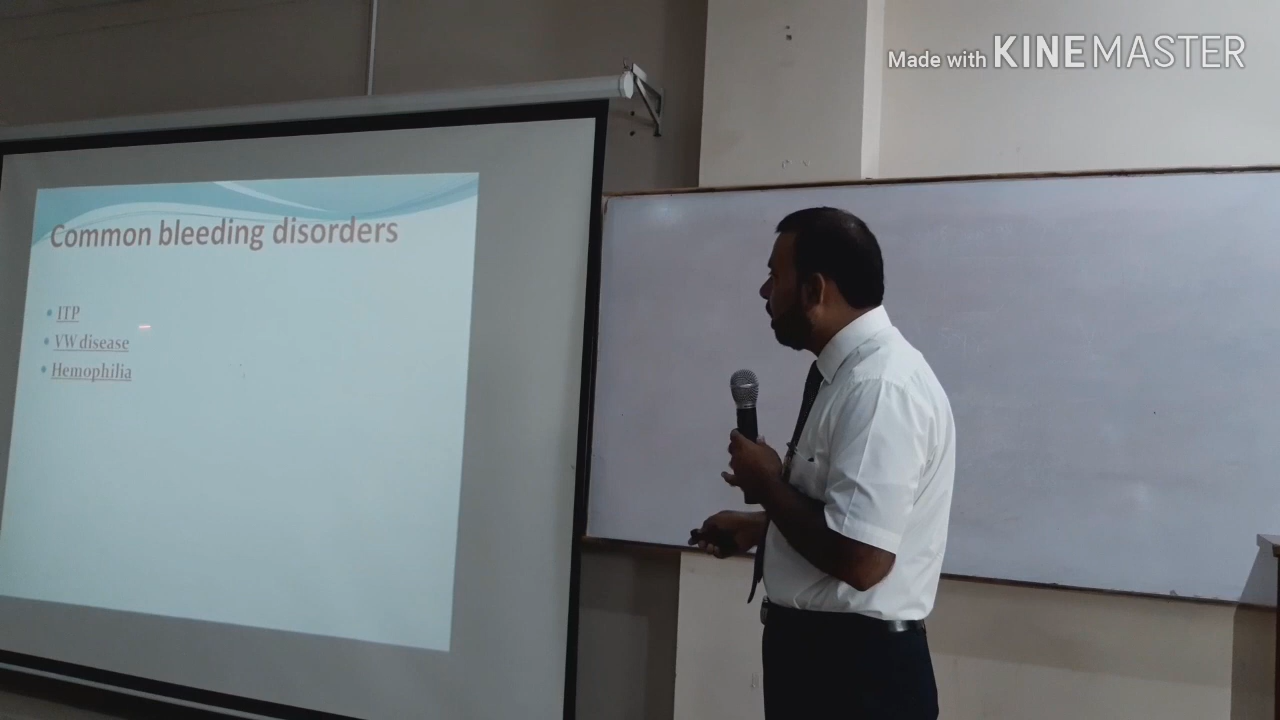 Made with KINEMASTER
Common bleeding disorders
ITP
VW disease
Hemophilia